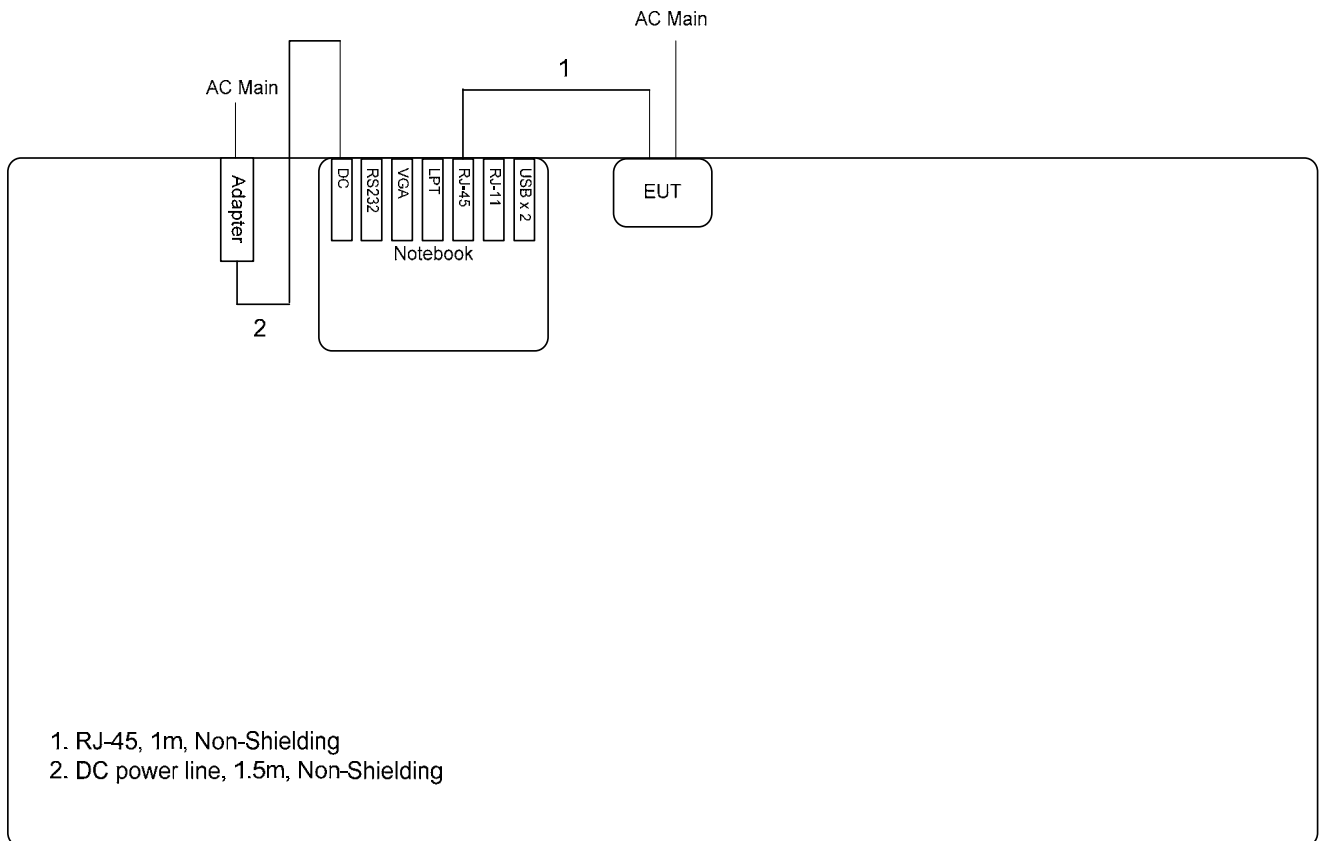 AC Main
1
AC Main
Adapter
DC
RS232
VGA
LPT
RJ-45
RJ-11
USB x 2
EUT
Notebook
2
1. RJ-45, 1m, Non-Shielding
2. DC power line, 1.5m, Non-Shielding